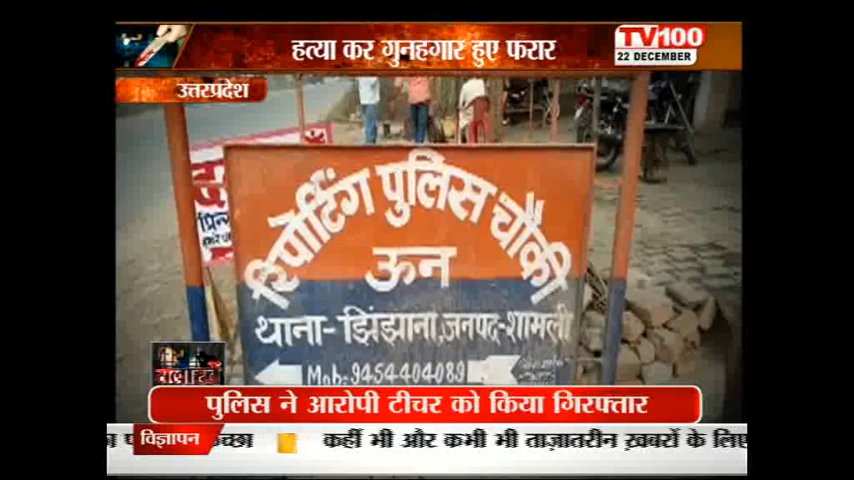 हत्या कर गुनहगार हुए फरार
TV100
22 DECEMBER
उत्तरप्रदेश
रिपोर्टिंग पुलिस चौकी
ऊन
थाना-झिंझाना,जनपद-शामली
Mob:-9454404089
सलाखें
पुलिस ने आरोपी टीचर को किया गिरफ्तार
विज्ञापन
च्छा
कहीं भी और कभी भी ताज़ातरीन ख़बरों के लिए